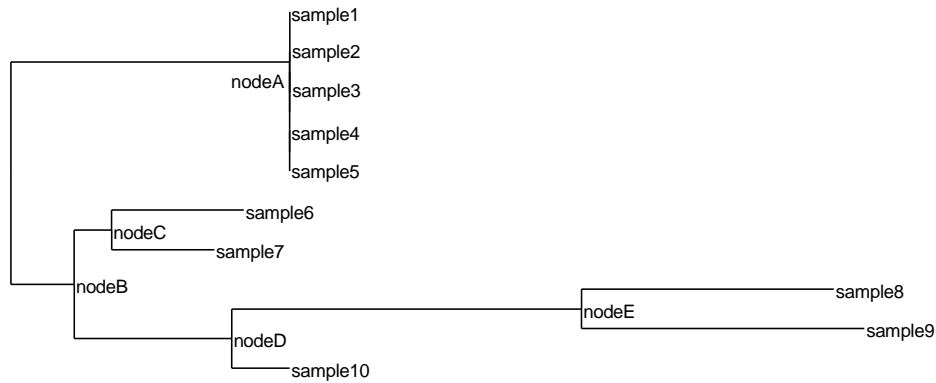 sample1
sample2
nodeA
sample3
sample4
sample5
sample6
nodeC
sample7
nodeB
sample8
nodeE
sample9
nodeD
sample10